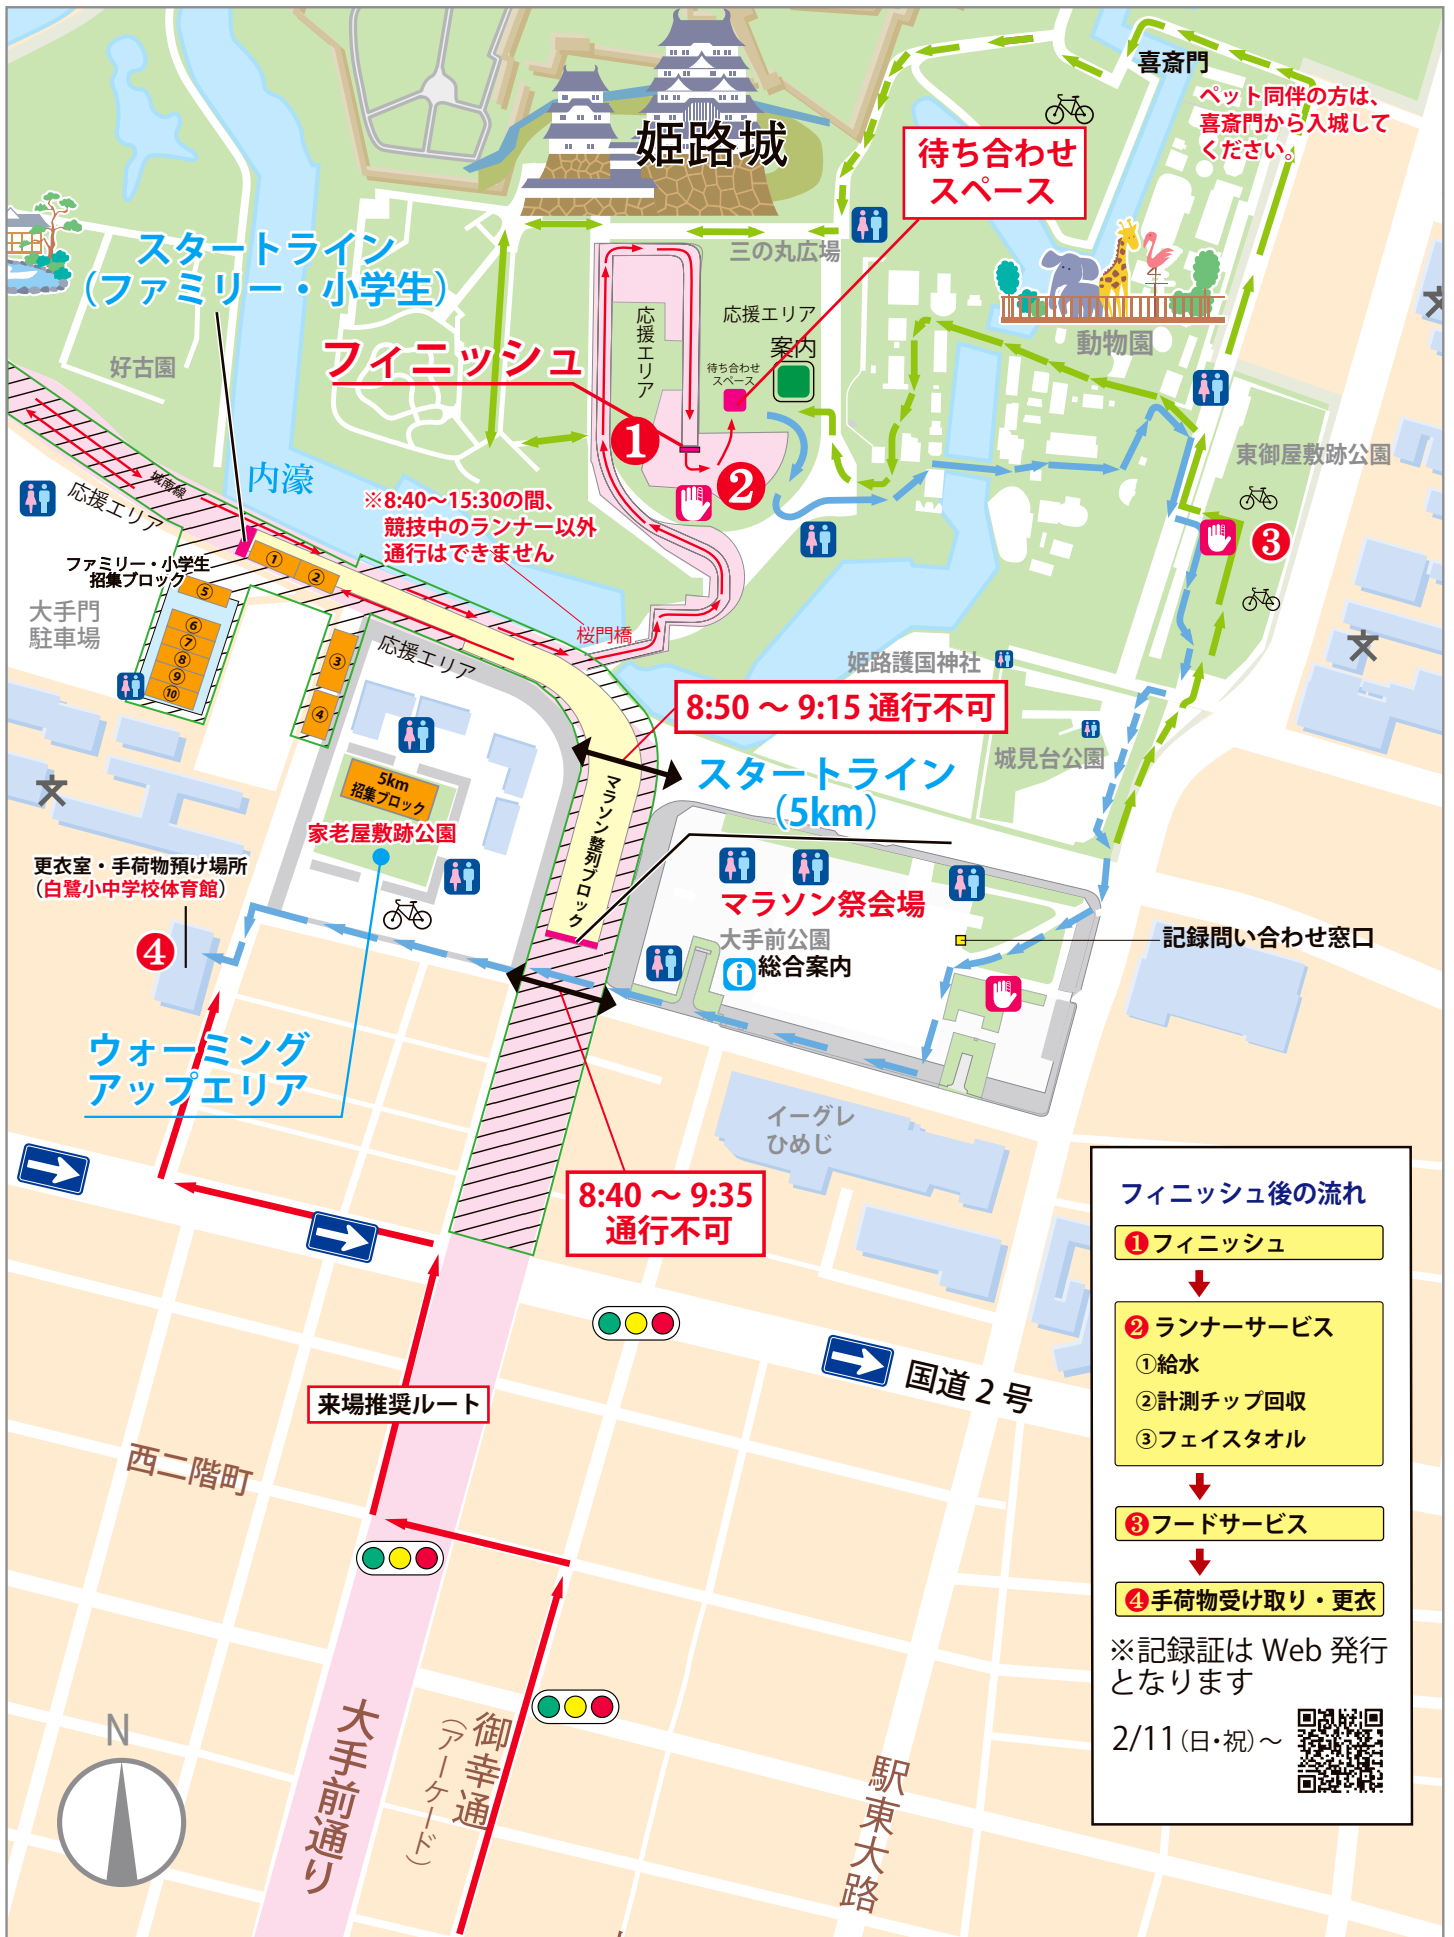 喜斎門
ペット同伴の方は、
喜斎門から入城して
ください。
姫路城
待ち合わせ
スペース
スタートライン
（ファミリー・小学生）
三の丸広場
応援エリア
応援エリア
案内
待ち合わせ
スペース
動物園
好古園
フィニッシュ
❶
❷
東御屋敷跡公園
❸
内濠
城南線
応援エリア
※8:40～15:30の間、
競技中のランナー以外
通行はできません
ファミリー・小学生
招集ブロック
①
②
③
④
⑤
⑥
⑦
⑧
⑨
⑩
大手門
駐車場
桜門橋
応援エリア
姫路護国神社
8:50 ～ 9:15 通行不可
城見台公園
スタートライン
（5km）
5km
招集ブロック
家老屋敷跡公園
マラソン整列ブロック
更衣室・手荷物預け場所
（白鷺小中学校体育館）
❹
マラソン祭会場
大手前公園
i
総合案内
記録問い合わせ窓口
ウォーミング
アップエリア
イーグレ
ひめじ
8:40 ～ 9:35
通行不可
来場推奨ルート
国道 2 号
西二階町
大手前通り
御幸通
（アーケード）
駅東大路
N
フィニッシュ後の流れ
❶フィニッシュ
❷ ランナーサービス
①給水
②計測チップ回収
③フェイスタオル
❸フードサービス
❹手荷物受け取り・更衣
※記録証は Web 発行
となります
2/11（日・祝）～